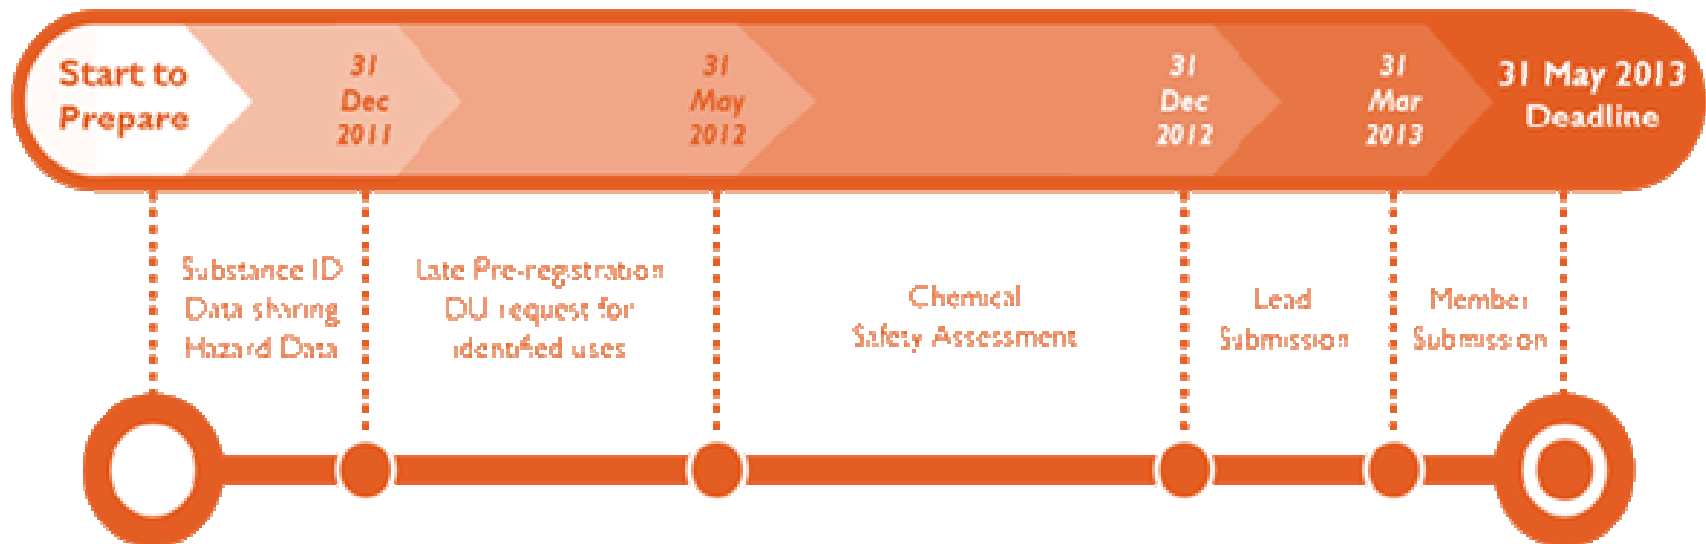 Start to
Prepare
31
Dec
2011
31
May
2012
31
Dec
2012
31
Mar
2013
31 May 2013
Deadline
Substance ID
Data sharing
Hazard Data
Late Pre-registration
DU request for
identified uses
Chemical
Safety Assessment
Lead
Submission
Member
Submission